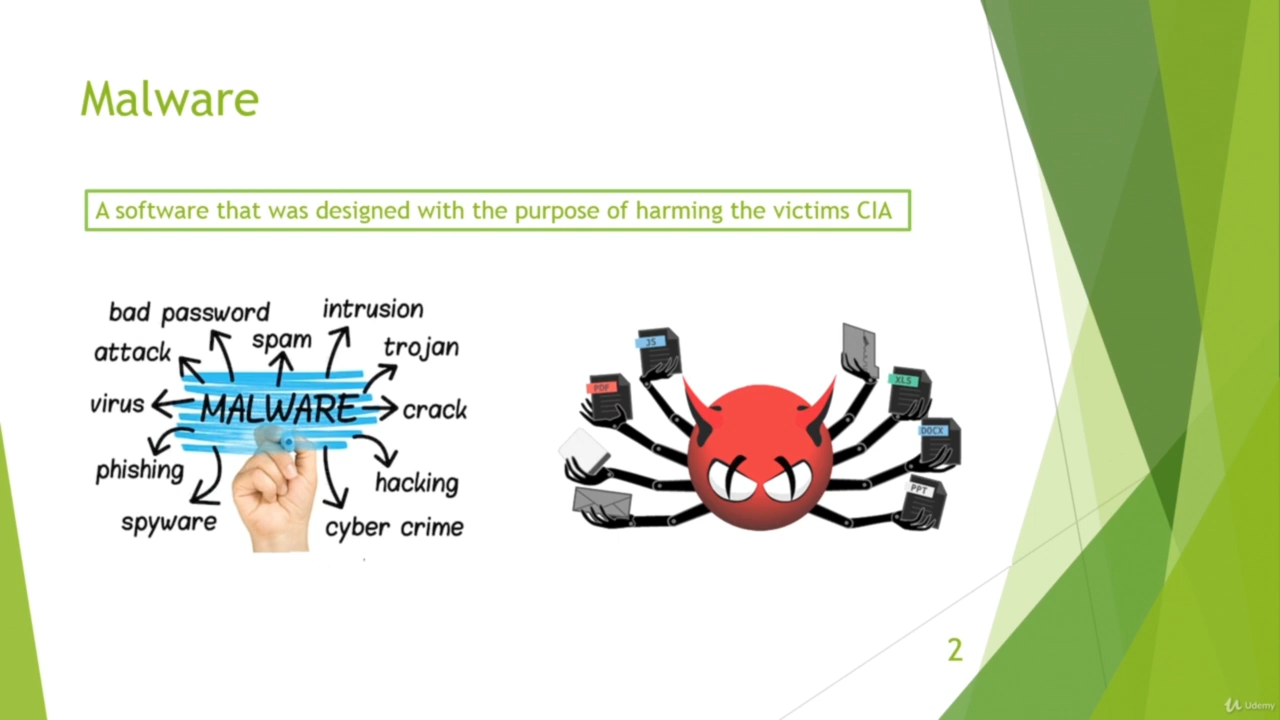 Malware
A software that was designed with the purpose of harming the victims CIA
bad password
intrusion
spam
attack
trojan
virus
MALWARE
crack
phishing
hacking
spyware
cyber crime
JS
PDF
XLS
DOCX
PPT
2
Udemy